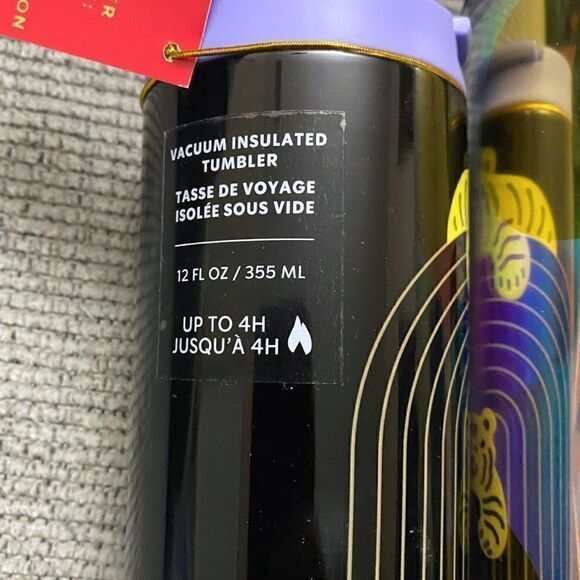 VACUUM INSULATED
TUMBLER
TASSE DE VOYAGE
ISOLÉE SOUS VIDE
12 FL OZ / 355 ML
UP TO 4H
JUSQU'À 4H